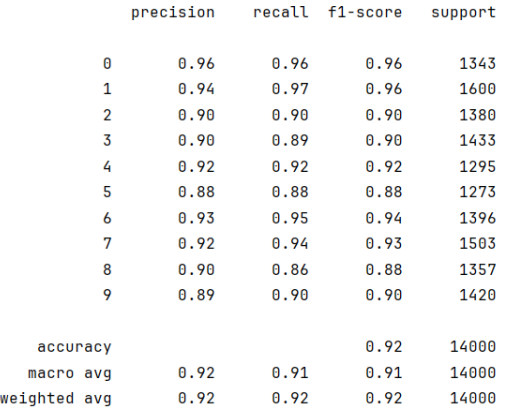 precision recall f1-score support
0 0.96 0.96 0.96 1343
1 0.94 0.97 0.96 1600
2 0.90 0.90 0.90 1380
3 0.90 0.89 0.90 1433
4 0.92 0.92 0.92 1295
5 0.88 0.88 0.88 1273
6 0.93 0.95 0.94 1396
7 0.92 0.94 0.93 1503
8 0.90 0.86 0.88 1357
9 0.89 0.90 0.90 1420
accuracy 0.92 14000
macro avg 0.92 0.91 0.91 14000
weighted avg 0.92 0.92 0.92 14000